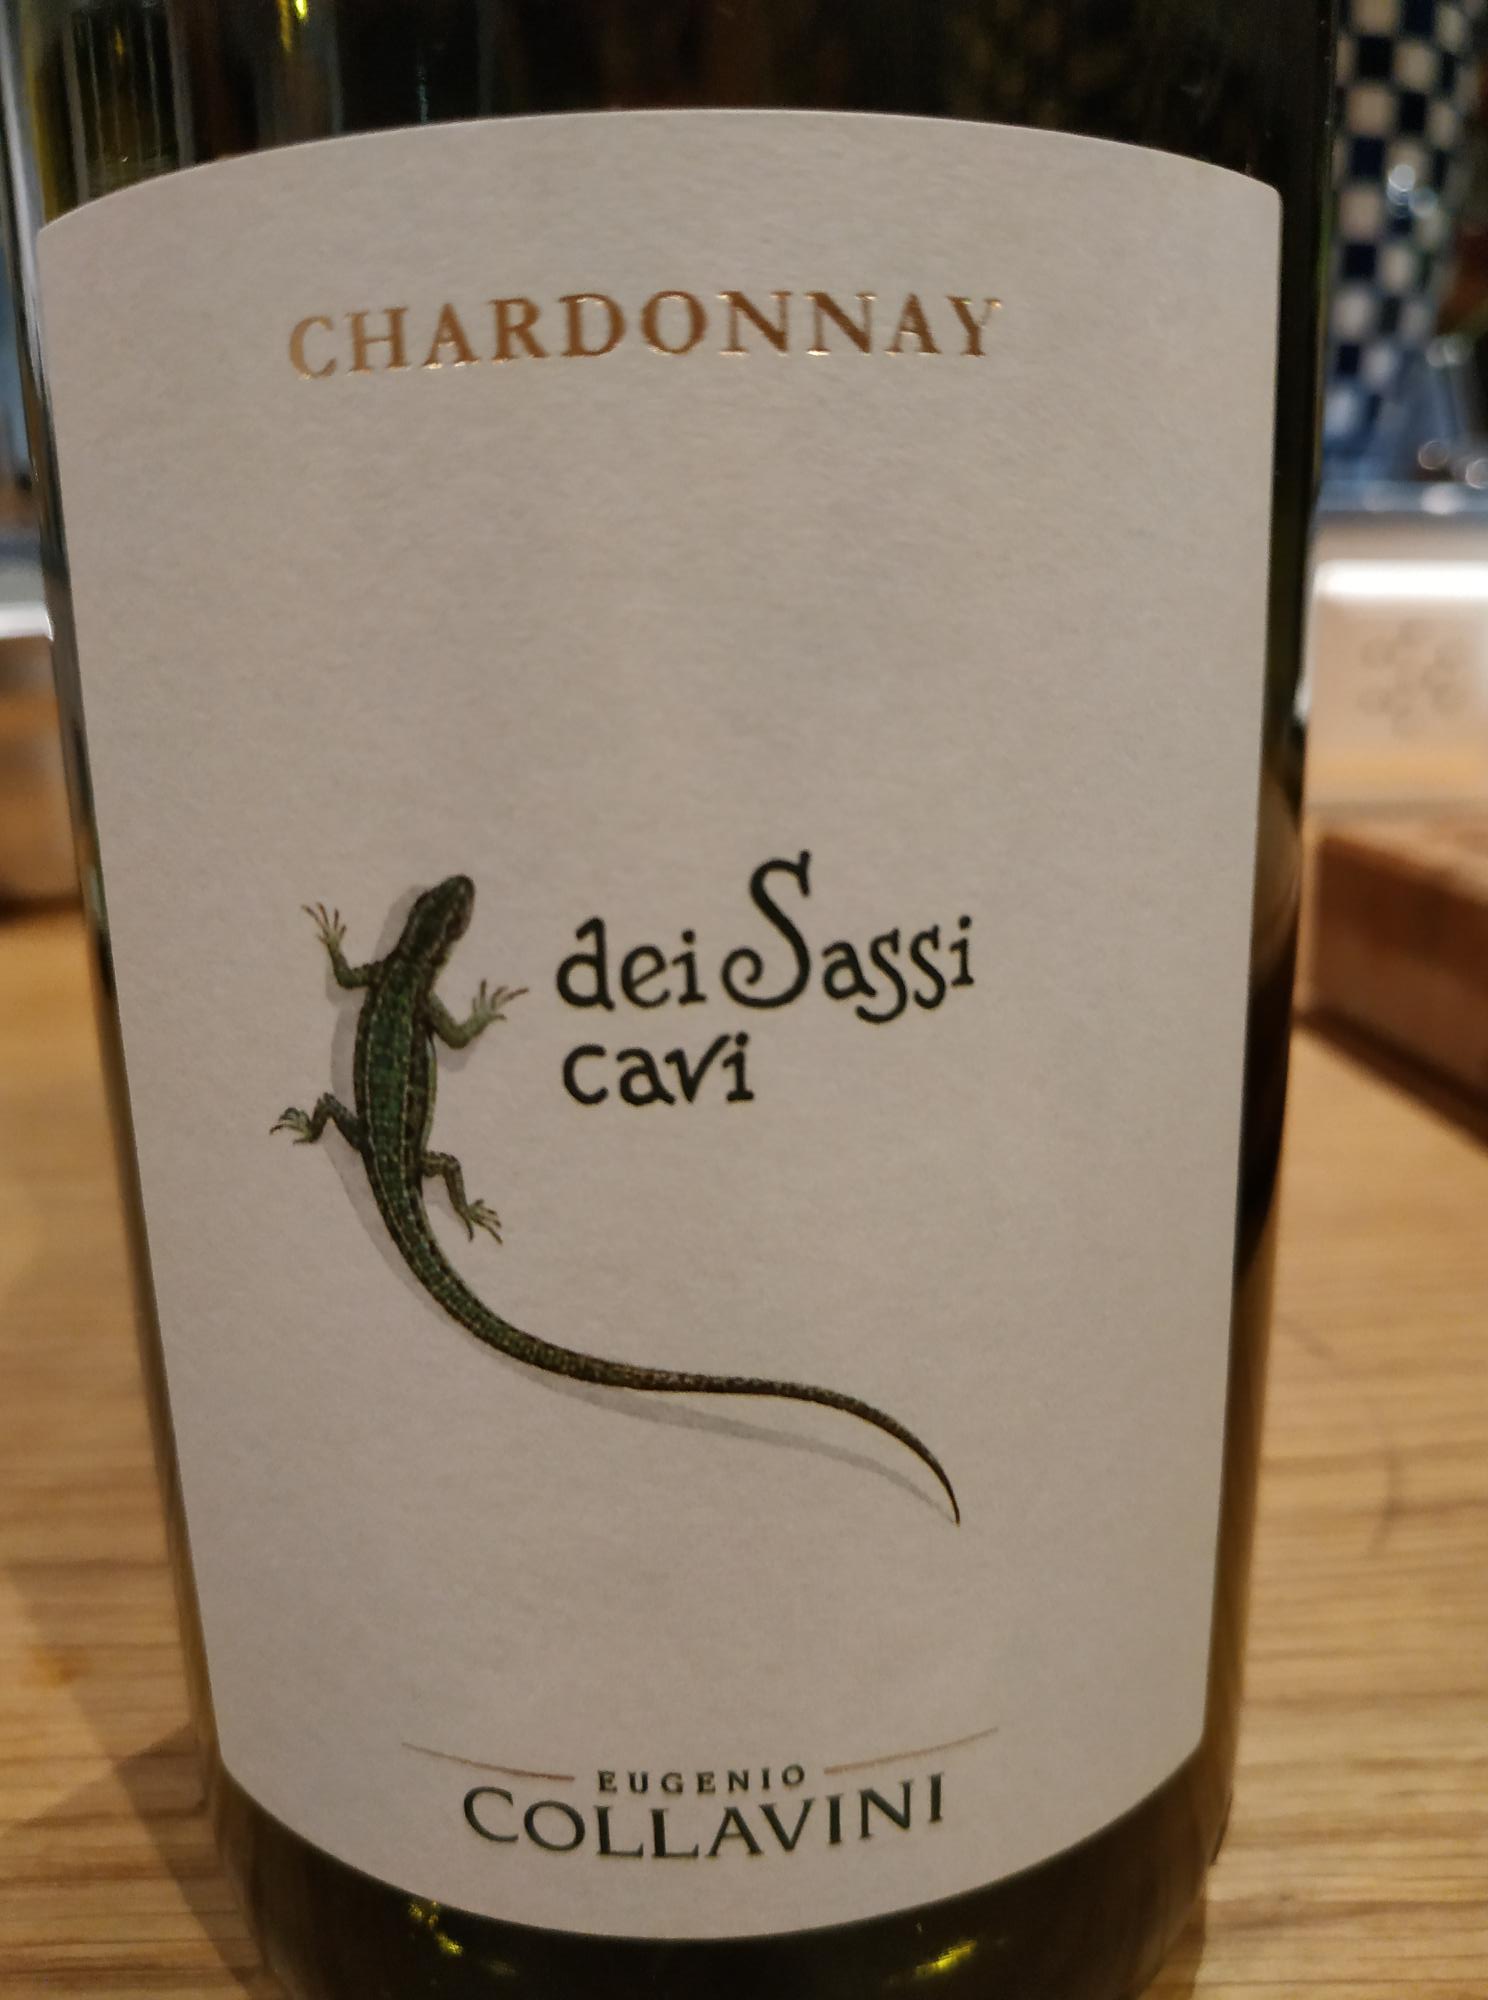 CHARDONNAY
dei Sassi
cavi
EUGENIO
COLLAVINI